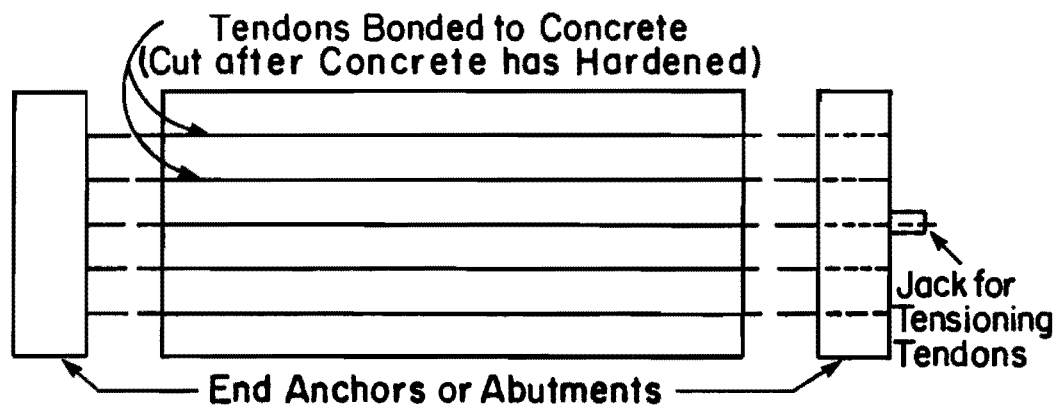 Tendons Bonded to Concrete
(Cut after Concrete has Hardened)
Jack for
Tensioning
Tendons
End Anchors or Abutments